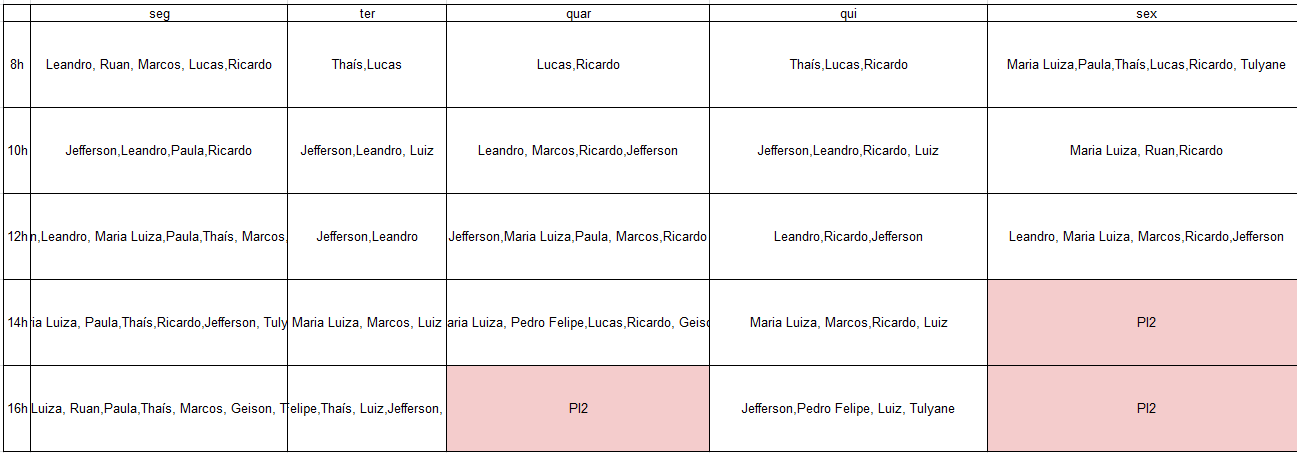 seg ter quar qui sex
8h Leandro, Ruan, Marcos, Lucas,Ricardo Thaís,Lucas Lucas,Ricardo Thaís,Lucas,Ricardo Maria Luiza,Paula,Thaís,Lucas,Ricardo, Tulyane
10h Jefferson,Leandro,Paula,Ricardo Jefferson,Leandro, Luiz Leandro, Marcos,Ricardo,Jefferson Jefferson,Leandro,Ricardo, Luiz Maria Luiza, Ruan,Ricardo
12h n,Leandro, Maria Luiza,Paula,Thaís, Marcos, Jefferson,Leandro Jefferson,Maria Luiza,Paula, Marcos,Ricardo Leandro,Ricardo,Jefferson Leandro, Maria Luiza, Marcos,Ricardo,Jefferson
14h ria Luiza, Paula,Thaís,Ricardo,Jefferson, Tuly Maria Luiza, Marcos, Luiz aria Luiza, Pedro Felipe,Lucas,Ricardo, Geiso Maria Luiza, Marcos,Ricardo, Luiz PI2
16h Luiza, Ruan,Paula,Thaís, Marcos, Geison, T Felipe,Thaís, Luiz,Jefferson, PI2 Jefferson,Pedro Felipe, Luiz, Tulyane PI2